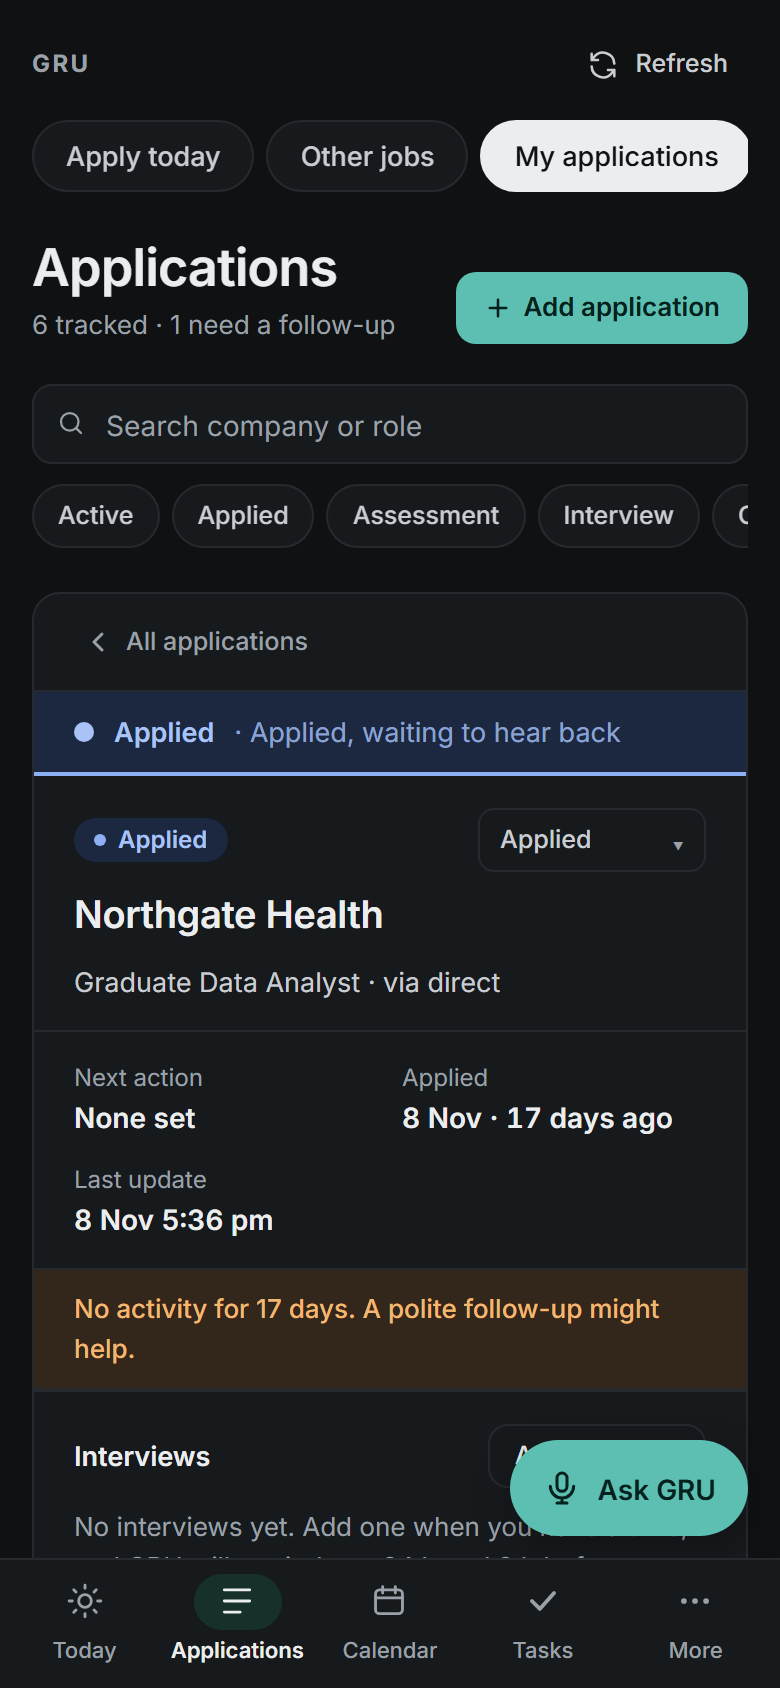 GRU
Refresh
Apply today
Other jobs
My applications
Applications
6 tracked · 1 need a follow-up
+ Add application
Search company or role
Active
Applied
Assessment
Interview
All applications
Applied · Applied, waiting to hear back
Applied
Applied
Northgate Health
Graduate Data Analyst · via direct
Next action
Applied
None set
8 Nov · 17 days ago
Last update
8 Nov 5:36 pm
No activity for 17 days. A polite follow-up might
help.
Interviews
Ask GRU
No interviews yet. Add one when you
Today
Applications
Calendar
Tasks
More